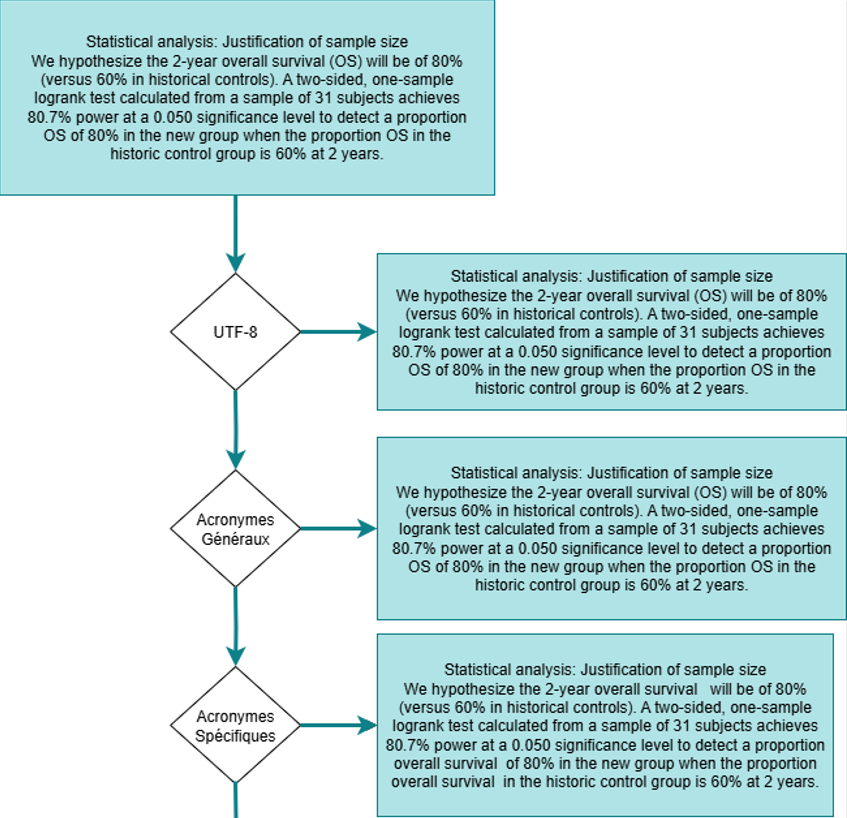 Statistical analysis: Justification of sample size
We hypothesize the 2-year overall survival (OS) will be of 80%
(versus 60% in historical controls). A two-sided, one-sample
logrank test calculated from a sample of 31 subjects achieves
80.7% power at a 0.050 significance level to detect a proportion
OS of 80% in the new group when the proportion OS in the
historic control group is 60% at 2 years.
UTF-8
Statistical analysis: Justification of sample size
We hypothesize the 2-year overall survival (OS) will be of 80%
(versus 60% in historical controls). A two-sided, one-sample
logrank test calculated from a sample of 31 subjects achieves
80.7% power at a 0.050 significance level to detect a proportion
OS of 80% in the new group when the proportion OS in the
historic control group is 60% at 2 years.
Acronymes
Généraux
Statistical analysis: Justification of sample size
We hypothesize the 2-year overall survival (OS) will be of 80%
(versus 60% in historical controls). A two-sided, one-sample
logrank test calculated from a sample of 31 subjects achieves
80.7% power at a 0.050 significance level to detect a proportion
OS of 80% in the new group when the proportion OS in the
historic control group is 60% at 2 years.
Acronymes
Spécifiques
Statistical analysis: Justification of sample size
We hypothesize the 2-year overall survival will be of 80%
(versus 60% in historical controls). A two-sided, one-sample
logrank test calculated from a sample of 31 subjects achieves
80.7% power at a 0.050 significance level to detect a proportion
overall survival of 80% in the new group when the proportion
overall survival in the historic control group is 60% at 2 years.